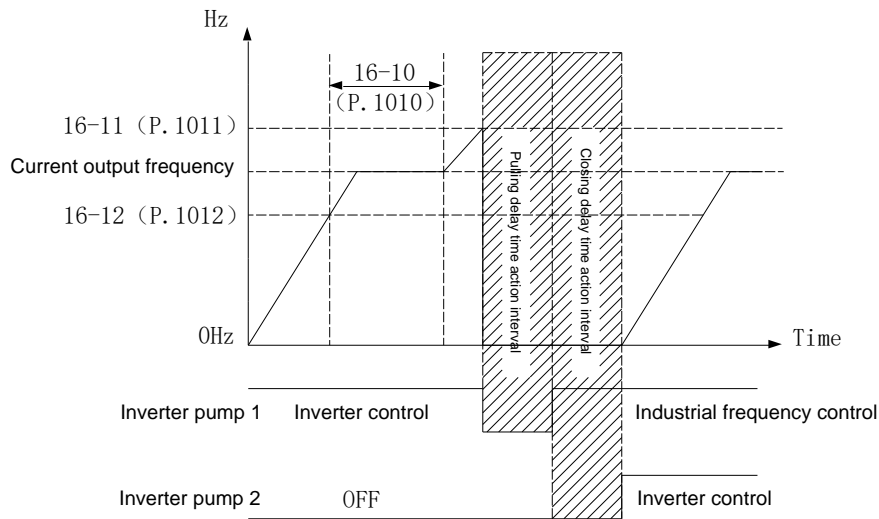 Hz
16-10
(P.1010)
16-11 (P.1011)
Current output frequency
16-12 (P.1012)
Pulling delay time action interval
Closing delay time action interval
0Hz
Time
Inverter pump 1
Inverter control
Industrial frequency control
Inverter pump 2
OFF
Inverter control